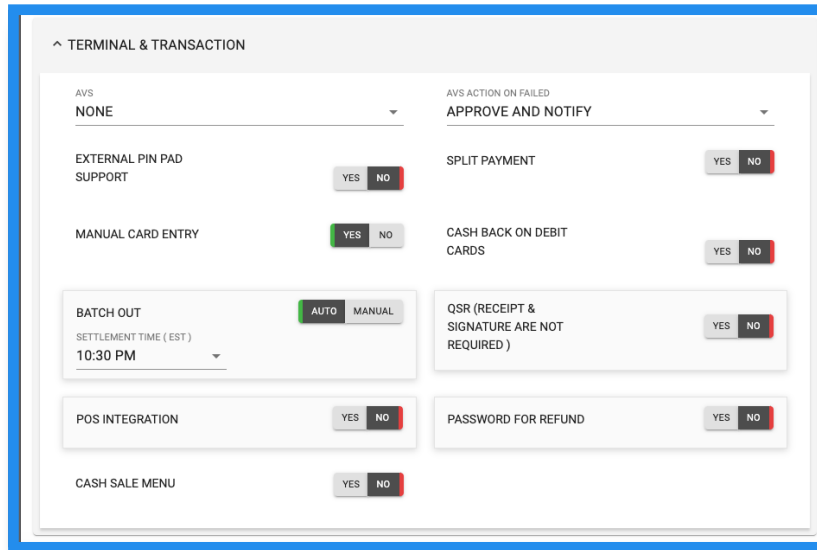 TERMINAL & TRANSACTION
AVS
NONE
AVS ACTION ON FAILED
APPROVE AND NOTIFY
EXTERNAL PIN PAD
SUPPORT
YES NO
SPLIT PAYMENT
YES NO
MANUAL CARD ENTRY
YES NO
CASH BACK ON DEBIT
CARDS
YES NO
BATCH OUT
AUTO MANUAL
SETTLEMENT TIME ( EST )
10:30 PM
QSR (RECEIPT &
SIGNATURE ARE NOT
REQUIRED )
YES NO
POS INTEGRATION
YES NO
PASSWORD FOR REFUND
YES NO
CASH SALE MENU
YES NO